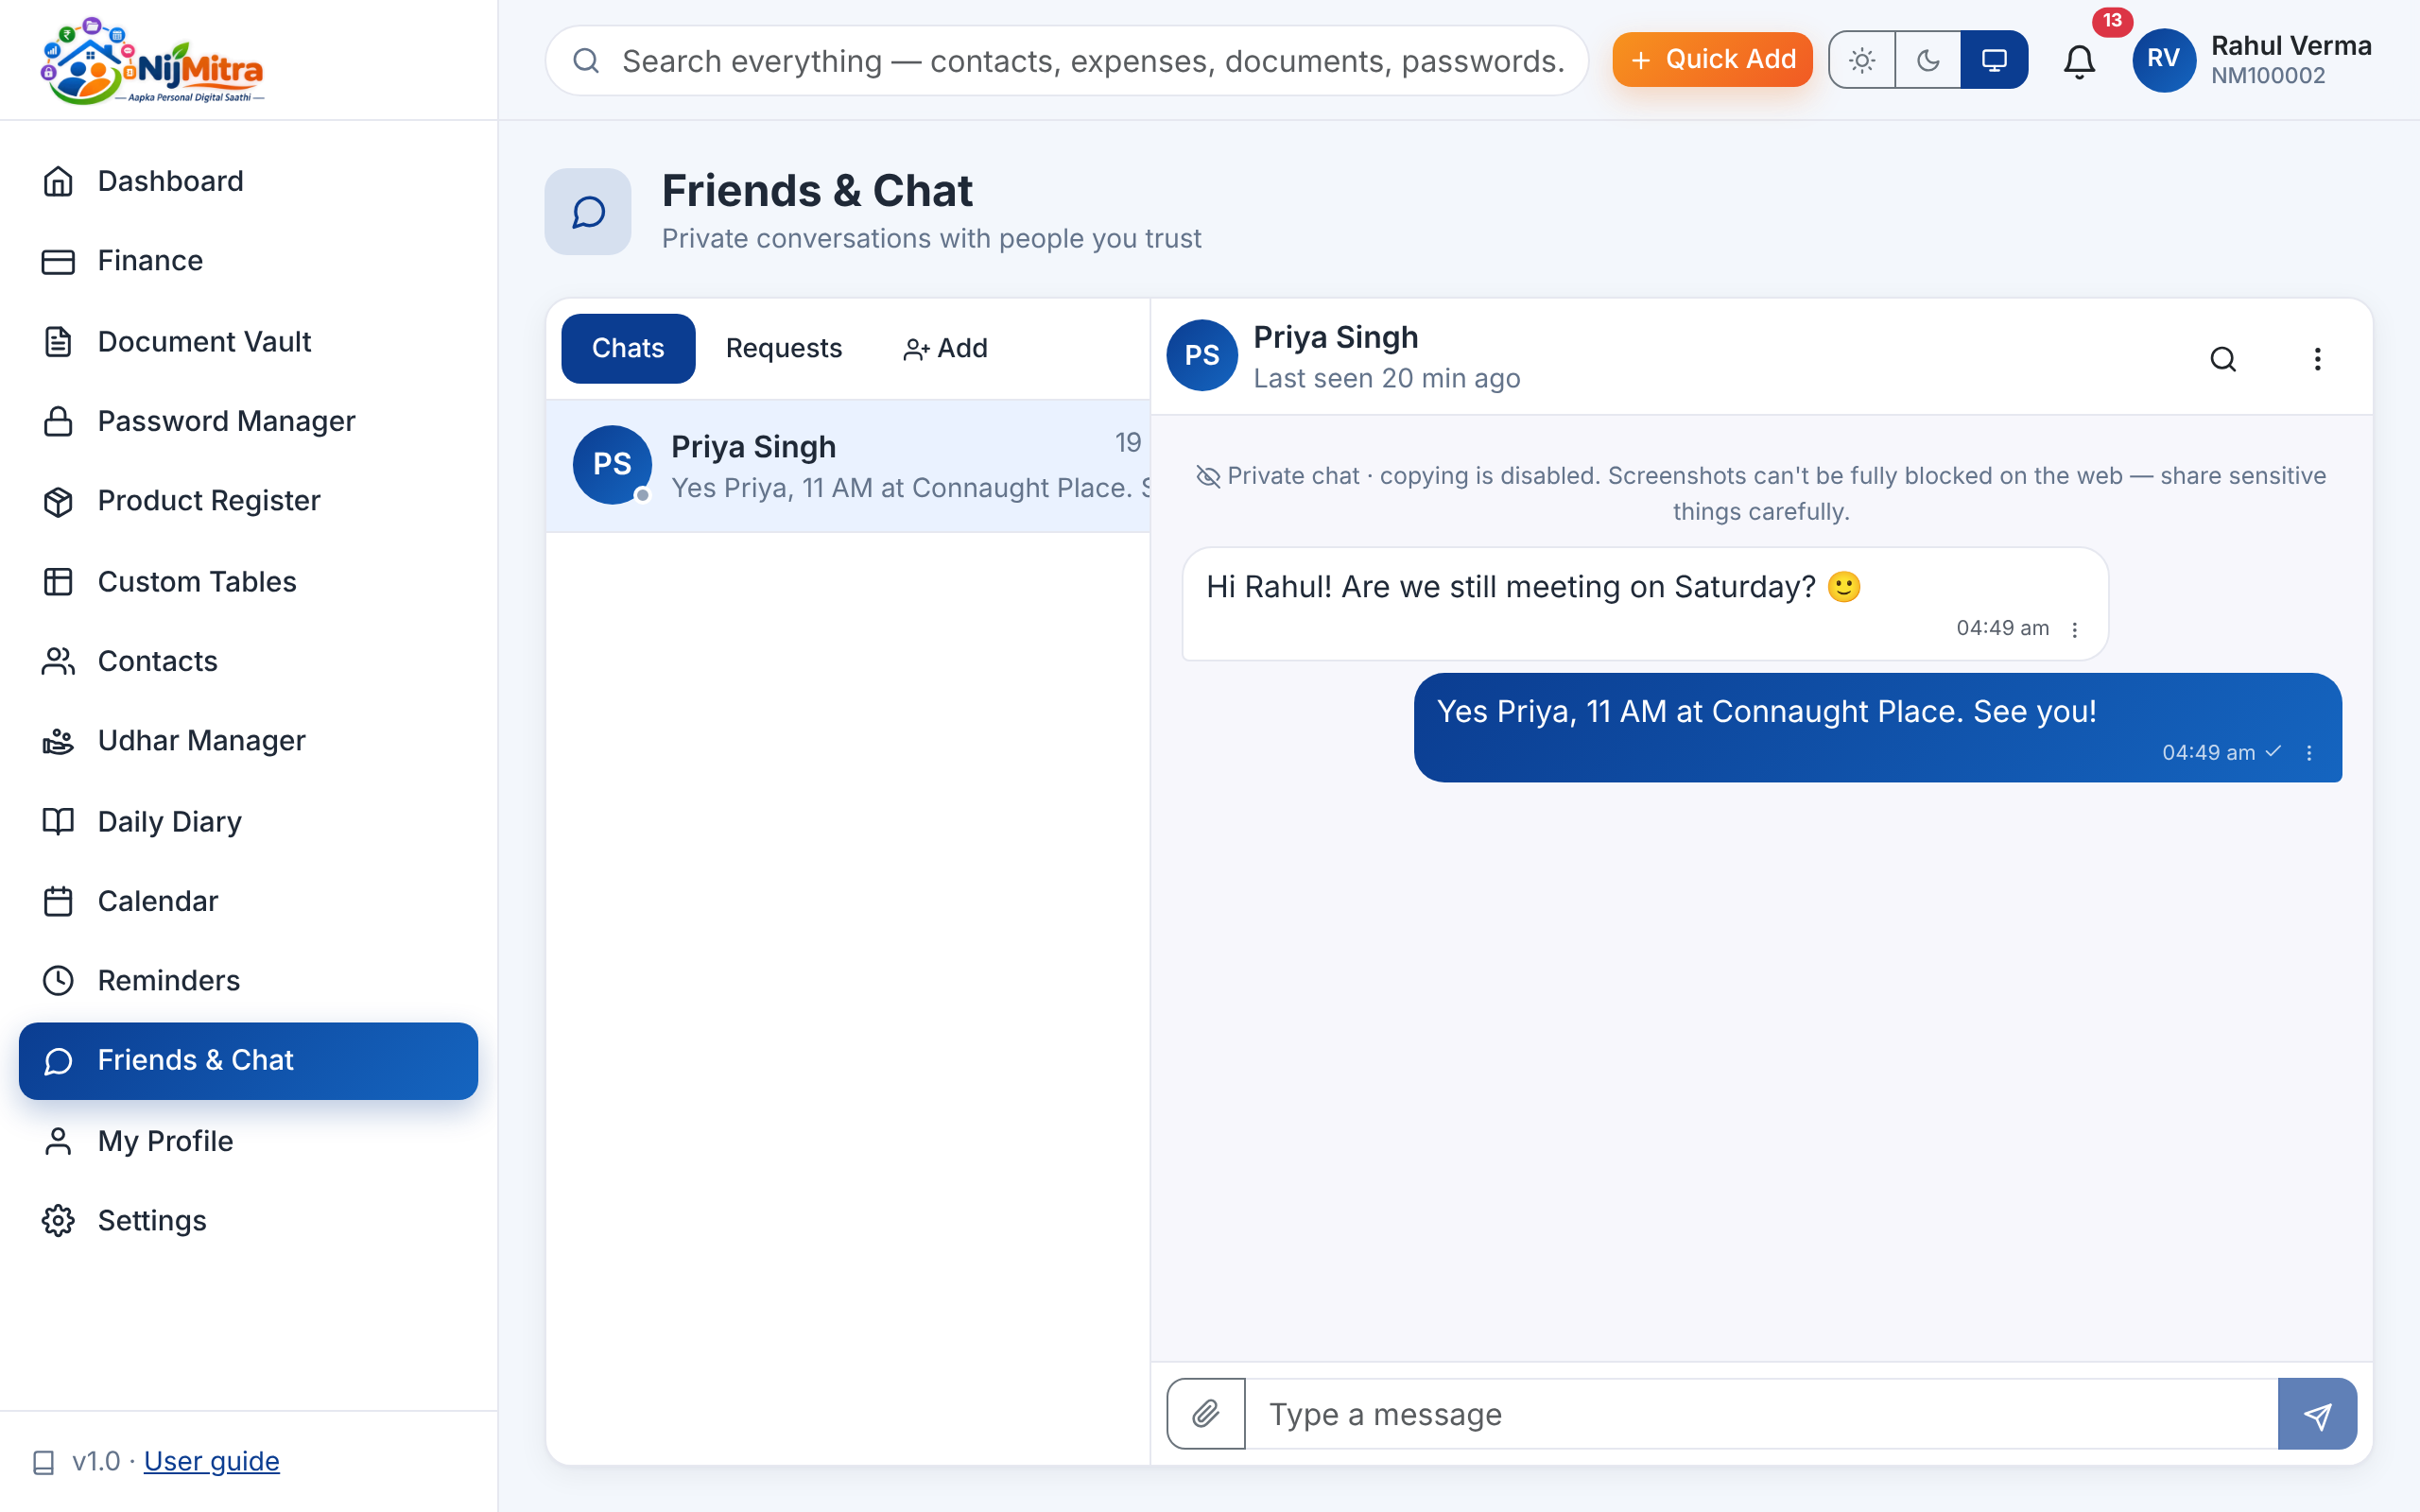 NijMitra
Aapka Personal Digital Saathi
Search everything — contacts, expenses, documents, passwords.
+ Quick Add
13
RV
Rahul Verma
NM100002
Dashboard
Finance
Document Vault
Password Manager
Product Register
Custom Tables
Contacts
Udhar Manager
Daily Diary
Calendar
Reminders
Friends & Chat
My Profile
Settings
v1.0 · User guide
Friends & Chat
Private conversations with people you trust
Chats
Requests
Add
PS
Priya Singh
19
Yes Priya, 11 AM at Connaught Place. S
PS
Priya Singh
Last seen 20 min ago
Private chat · copying is disabled. Screenshots can't be fully blocked on the web — share sensitive
things carefully.
Hi Rahul! Are we still meeting on Saturday? 🙂
04:49 am
Yes Priya, 11 AM at Connaught Place. See you!
04:49 am ✓
Type a message